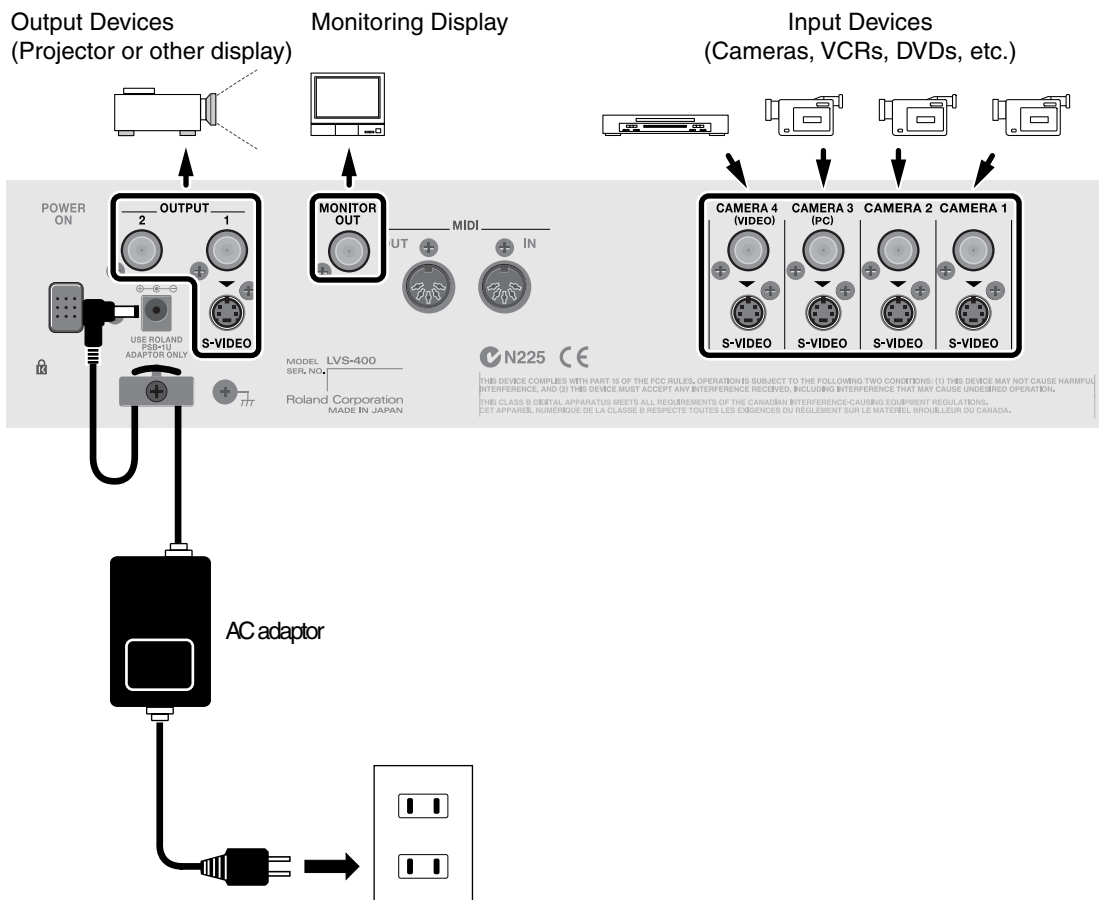 Output Devices
(Projector or other display)
Monitoring Display
Input Devices
(Cameras, VCRs, DVDs, etc.)
POWER
ON
OUTPUT
2 1
MONITOR
OUT
MIDI
UT IN
CAMERA 4
(VIDEO)
CAMERA 3
(PC)
CAMERA 2
CAMERA 1
USE ROLAND
PSB-1U
ADAPTOR ONLY
S-VIDEO
S-VIDEO S-VIDEO S-VIDEO S-VIDEO
MODEL LVS-400
SER. NO.
Roland Corporation
MADE IN JAPAN
N225 CE
THIS DEVICE COMPLIES WITH PART 15 OF THE FCC RULES. OPERATION IS SUBJECT TO THE FOLLOWING TWO CONDITIONS: (1) THIS DEVICE MAY NOT CAUSE HARMFUL
INTERFERENCE, AND (2) THIS DEVICE MUST ACCEPT ANY INTERFERENCE RECEIVED, INCLUDING INTERFERENCE THAT MAY CAUSE UNDESIRED OPERATION.
THIS CLASS B DIGITAL APPARATUS MEETS ALL REQUIREMENTS OF THE CANADIAN INTERFERENCE-CAUSING EQUIPMENT REGULATIONS.
CET APPAREIL NUMÉRIQUE DE LA CLASSE B RESPECTE TOUTES LES EXIGENCES DU RÈGLEMENT SUR LE MATÉRIEL BROUILLEUR DU CANADA.
AC adaptor